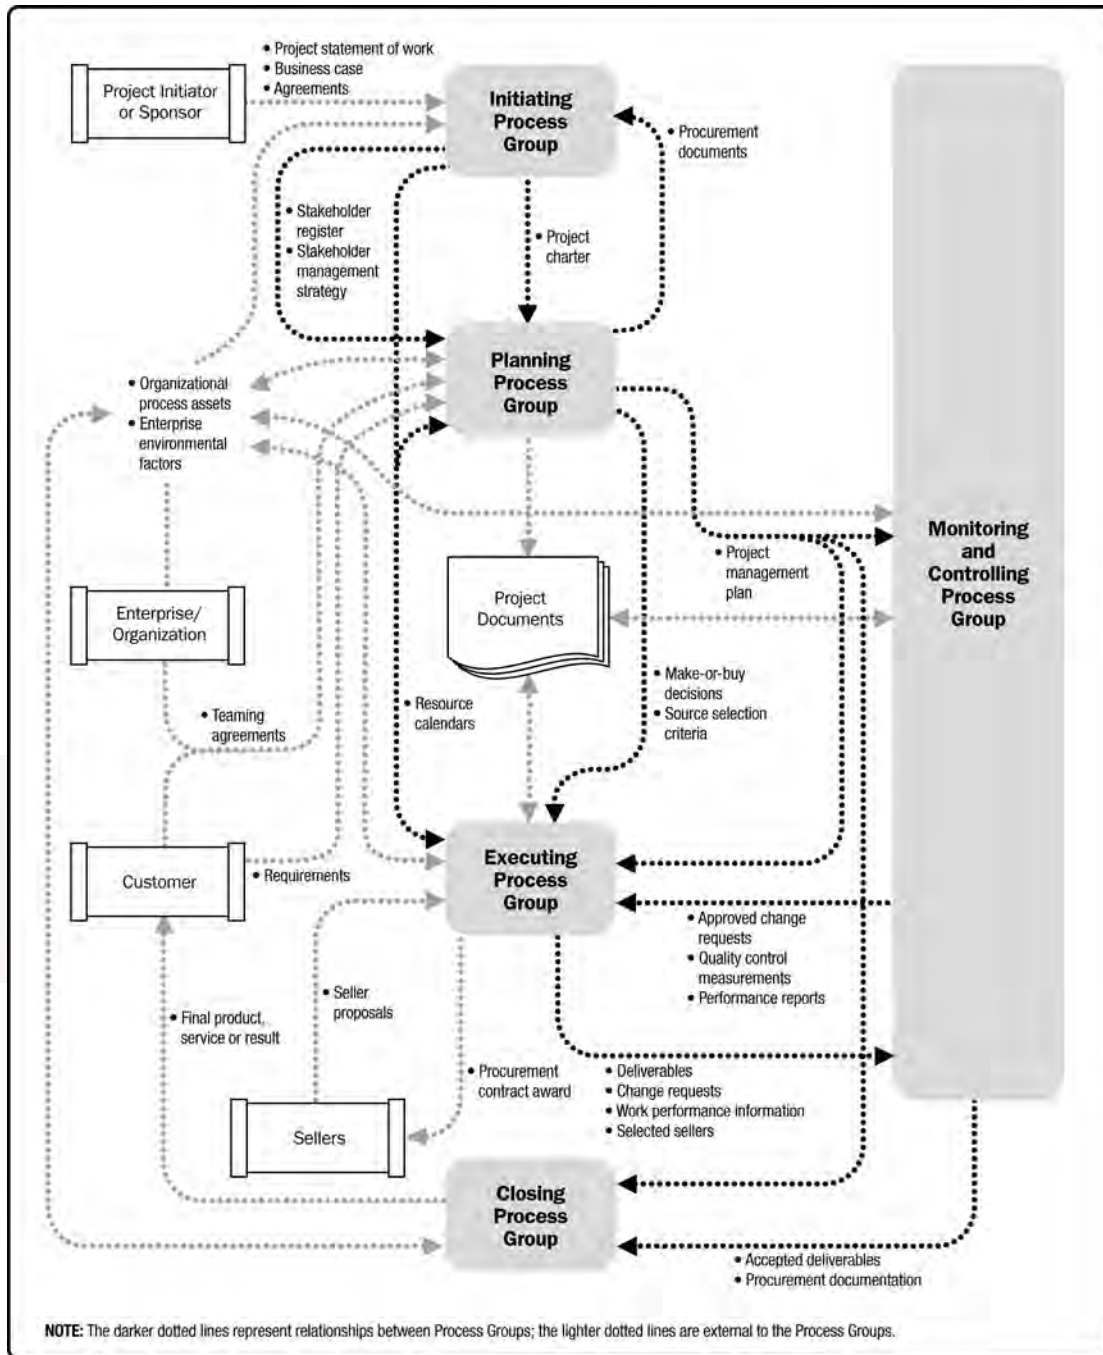 • Project statement of work
• Business case
• Agreements
Project Initiator
or Sponsor
Initiating
Process
Group
• Procurement
documents
• Stakeholder
register
• Stakeholder
management
strategy
• Project
charter
Planning
Process
Group
• Organizational
process assets
• Enterprise
environmental
factors
Monitoring
and
Controlling
Process
Group
• Project
management
plan
Project
Documents
Enterprise/
Organization
• Make-or-buy
decisions
• Source selection
criteria
• Resource
calendars
• Teaming
agreements
Customer
• Requirements
Executing
Process
Group
• Approved change
requests
• Quality control
measurements
• Performance reports
• Seller
proposals
• Final product,
service or result
• Procurement
contract award
• Deliverables
• Change requests
• Work performance information
• Selected sellers
Sellers
Closing
Process
Group
• Accepted deliverables
• Procurement documentation
NOTE: The darker dotted lines represent relationships between Process Groups; the lighter dotted lines are external to the Process Groups.